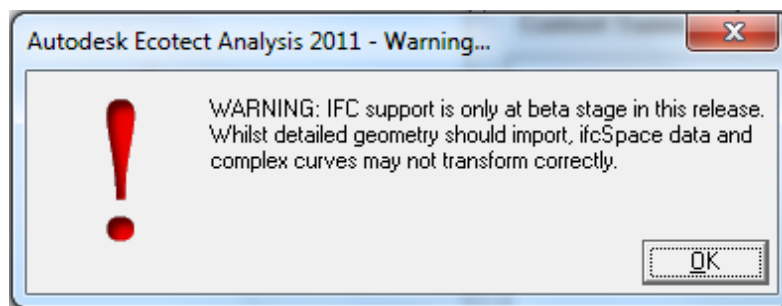 Autodesk Ecotect Analysis 2011 - Warning...
WARNING: IFC support is only at beta stage in this release.
Whilst detailed geometry should import, ifcSpace data and
complex curves may not transform correctly.
OK